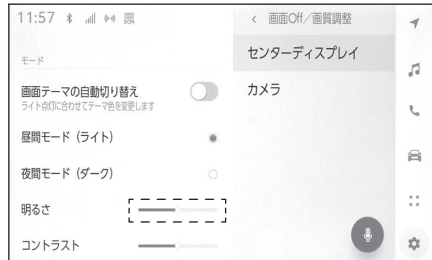 11:57
モード
画面テーマの自動切り替え
ライト点灯に合わせてテーマ色を変更します
昼間モード（ライト）
夜間モード（ダーク）
明るさ
コントラスト
< 画面Off／画質調整
センターディスプレイ
カメラ